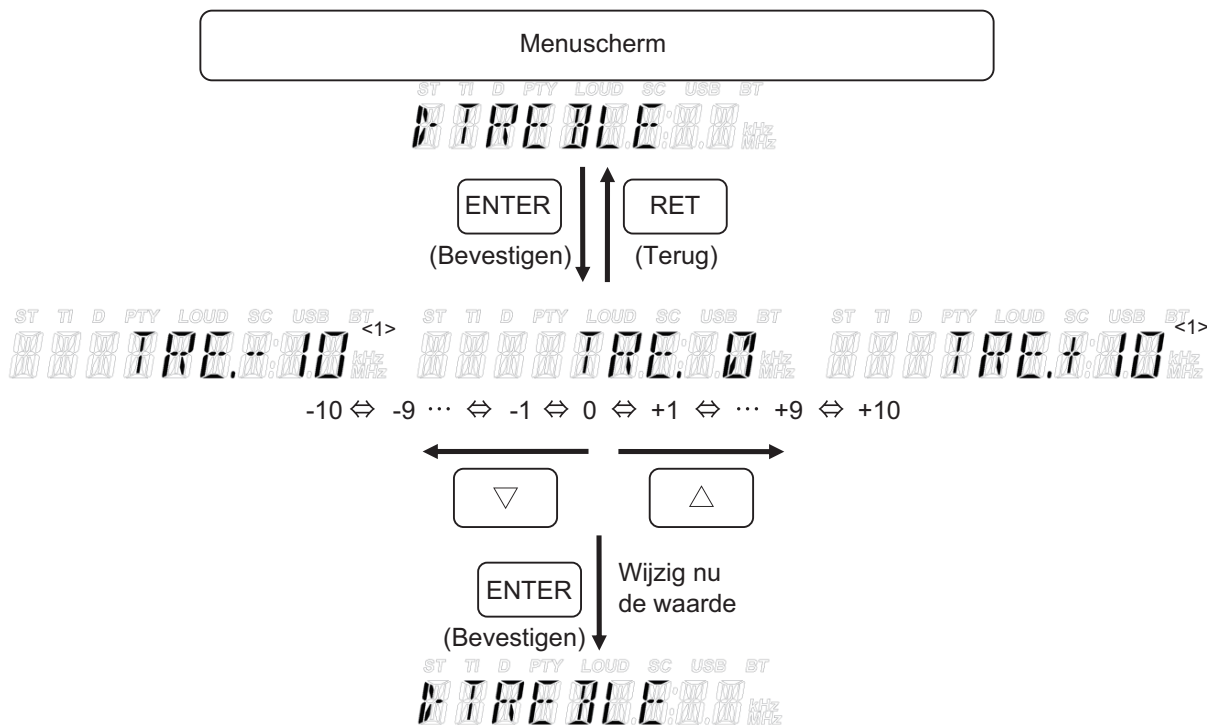 Menuscherm
ST TI D PTY LOUD SC USB BT
TREBLE kHz MHz
ENTER RET
(Bevestigen) (Terug)
ST TI D PTY LOUD SC USB BT ST TI D PTY LOUD SC USB BT ST TI D PTY LOUD SC USB BT
TRE.-10 kHz MHz <1> TRE. 0 kHz MHz TRE.+10 kHz MHz <1>
-10 ⇔ -9 ··· ⇔ -1 ⇔ 0 ⇔ +1 ⇔ ··· +9 ⇔ +10
▽ △
ENTER Wijzig nu
de waarde
(Bevestigen)
ST TI D PTY LOUD SC USB BT
TREBLE kHz MHz